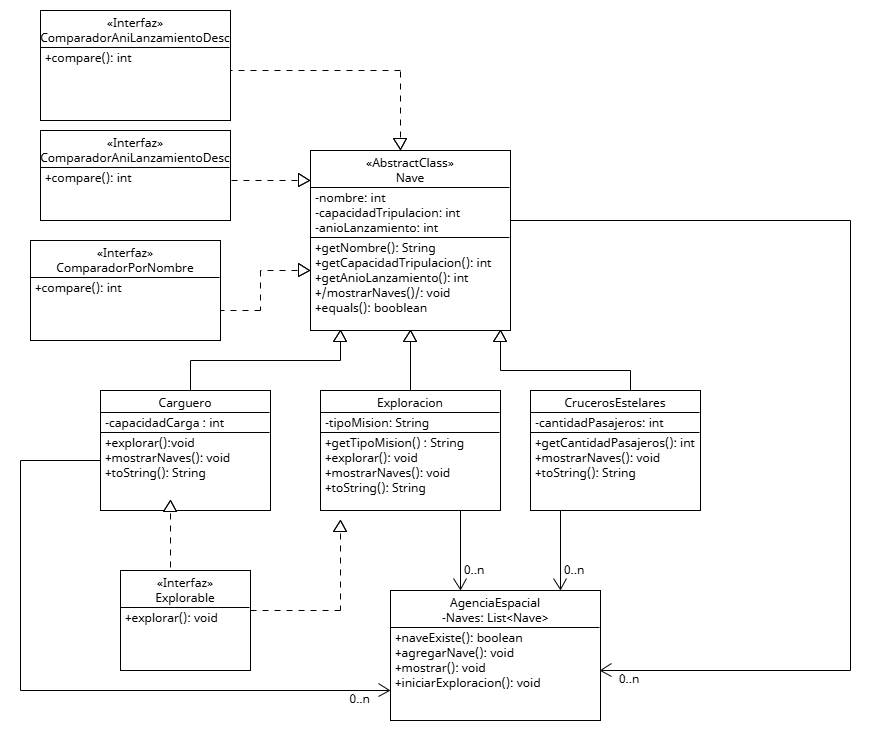 «Interfaz»
ComparadorAniLanzamientoDesc
+compare(): int
«Interfaz»
ComparadorAniLanzamientoDesc
+compare(): int
«AbstractClass»
Nave
-nombre: int
-capacidadTripulacion: int
-anioLanzamiento: int
+getNombre(): String
+getCapacidadTripulacion(): int
+getAnioLanzamiento(): int
+/mostrarNaves()/: void
+equals(): booblean
«Interfaz»
ComparadorPorNombre
+compare(): int
Carguero
-capacidadCarga : int
+explorar():void
+mostrarNaves(): void
+toString(): String
Exploracion
-tipoMision: String
+getTipoMision() : String
+explorar(): void
+mostrarNaves(): void
+toString(): String
CrucerosEstelares
-cantidadPasajeros: int
+getCantidadPasajeros(): int
+mostrarNaves(): void
+toString(): String
0..n
0..n
«Interfaz»
Explorable
+explorar(): void
AgenciaEspacial
-Naves: List<Nave>
+naveExiste(): boolean
+agregarNave(): void
+mostrar(): void
+iniciarExploracion(): void
0..n
0..n